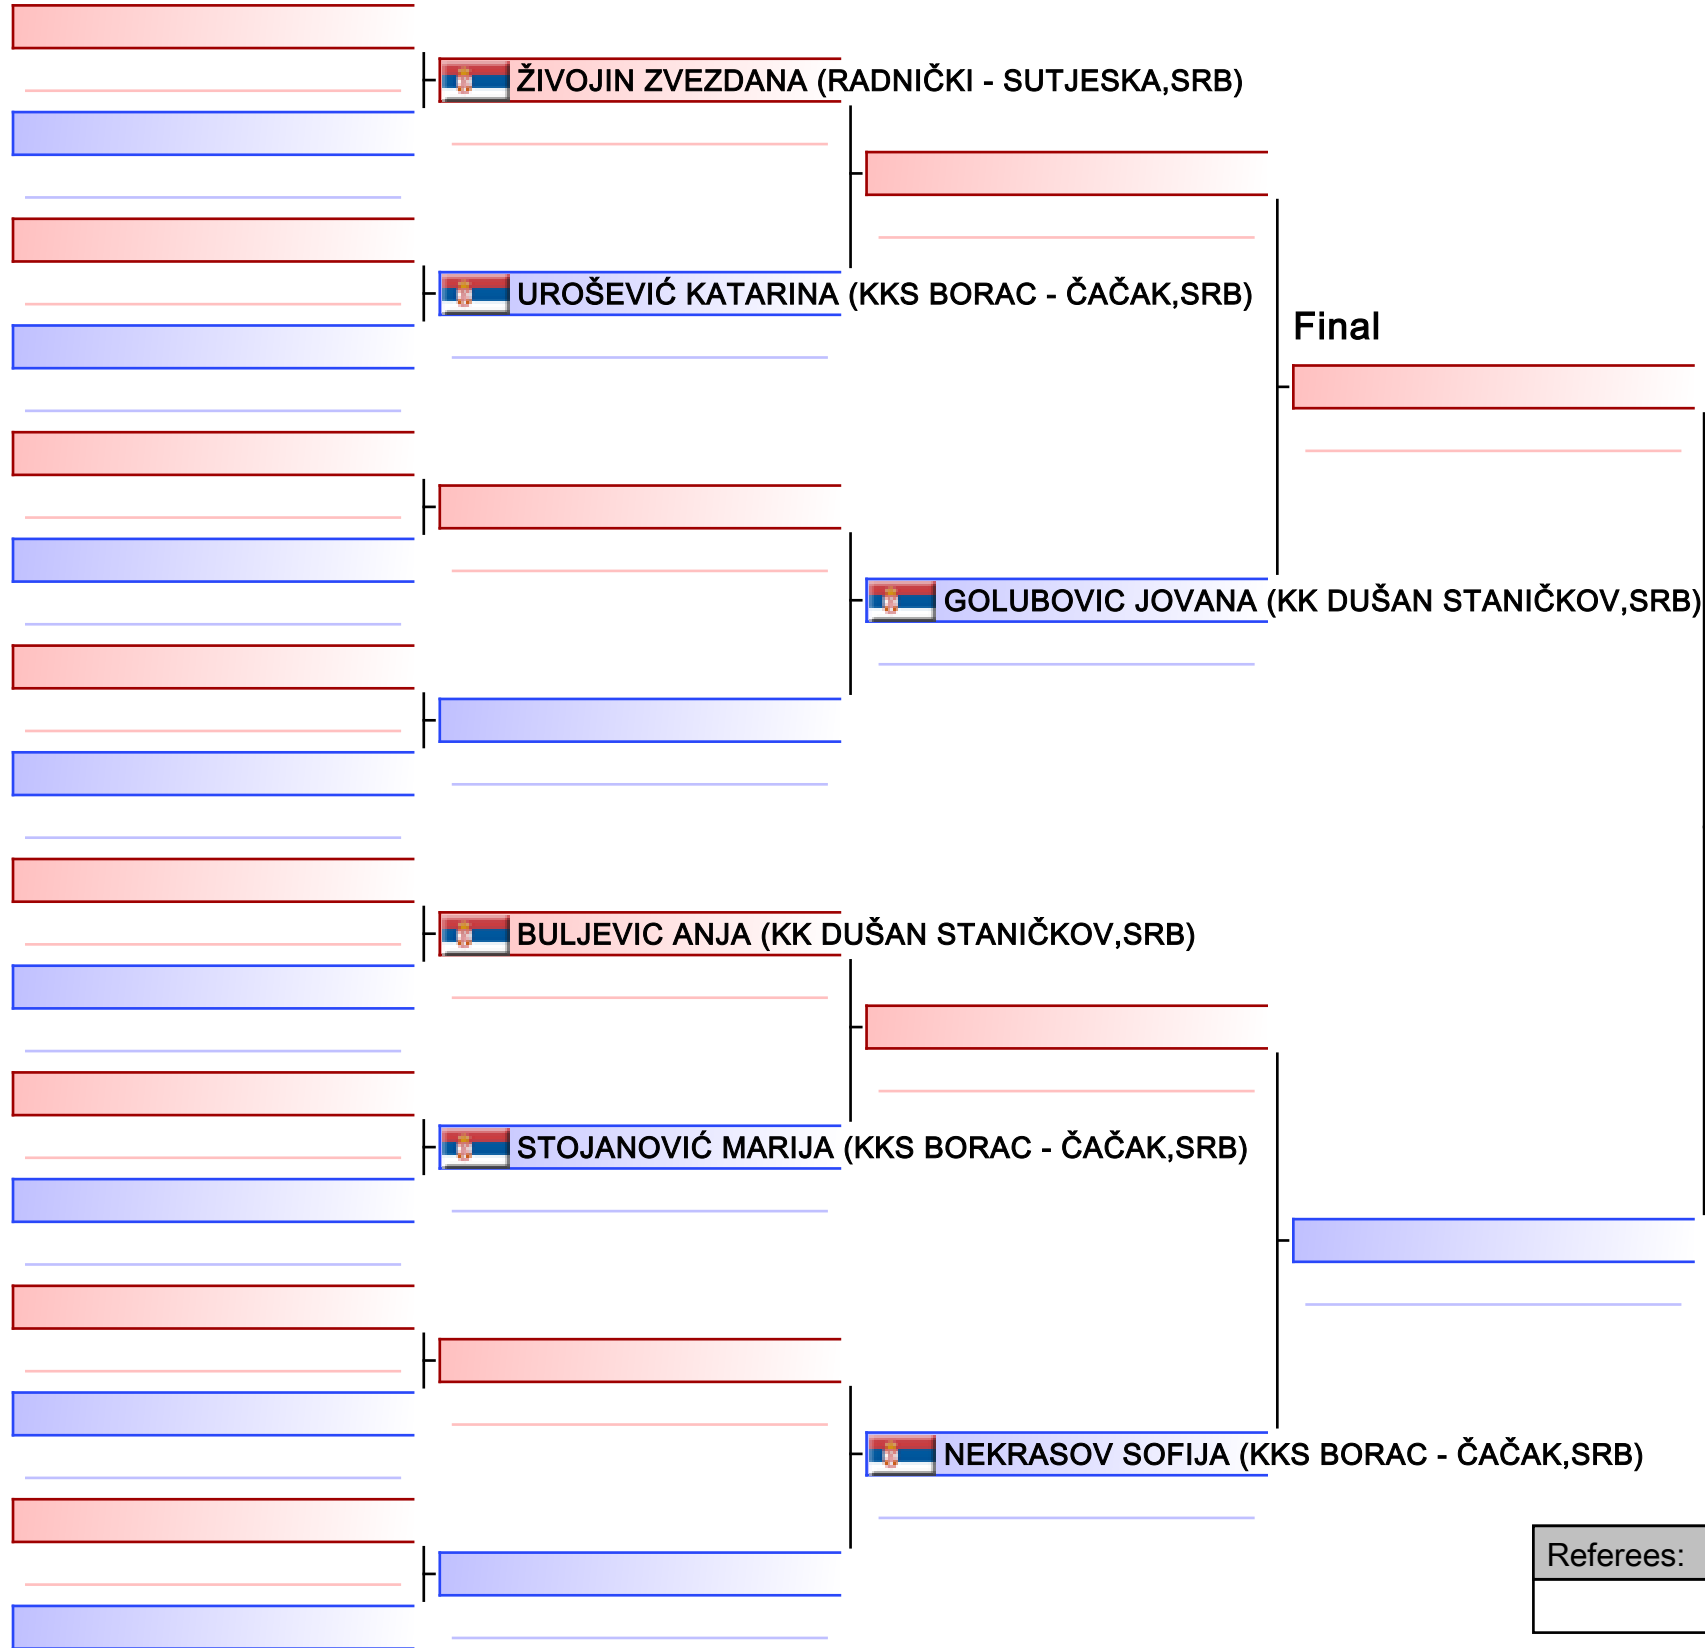 ŽIVOJIN ZVEZDANA (RADNIČKI - SUTJESKA,SRB)
UROŠEVIĆ KATARINA (KKS BORAC - ČAČAK,SRB)
Final
GOLUBOVIC JOVANA (KK DUŠAN STANIČKOV,SRB)
BULJEVIC ANJA (KK DUŠAN STANIČKOV,SRB)
STOJANOVIĆ MARIJA (KKS BORAC - ČAČAK,SRB)
NEKRASOV SOFIJA (KKS BORAC - ČAČAK,SRB)
Referees: